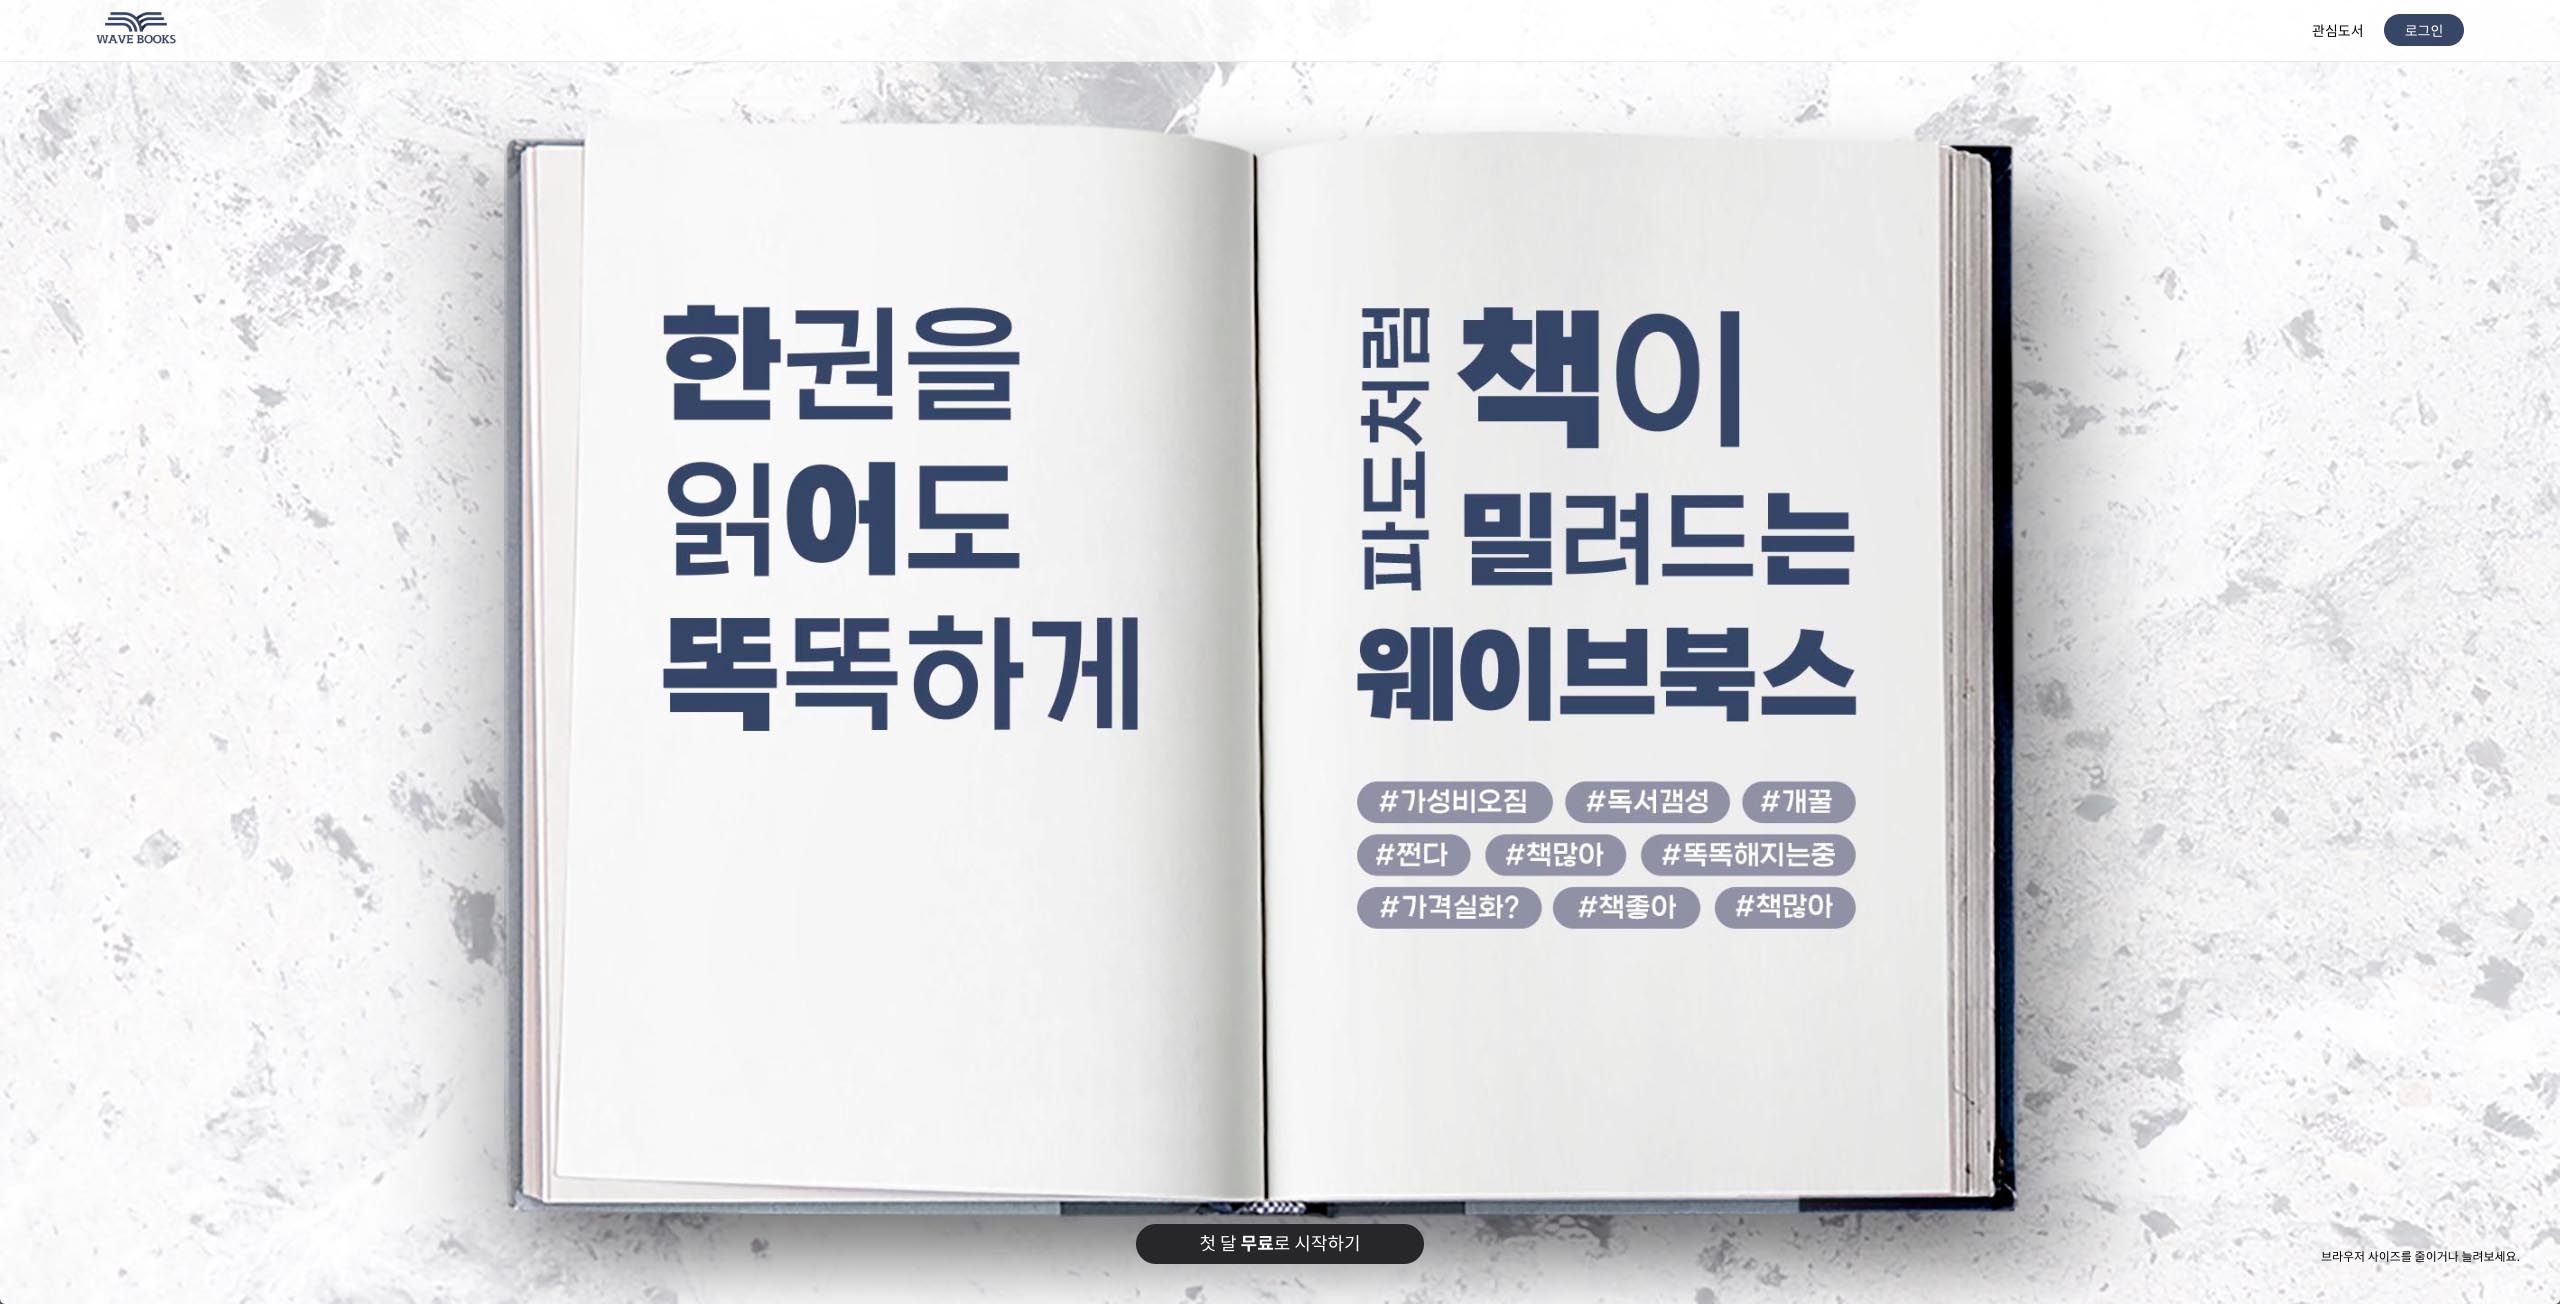 WAVE BOOKS
관심도서
로그인
한권을
읽어도
똑똑하게
파도처럼
책이
밀려드는
웨이브북스
#가성비오짐 #독서갬성 #개꿀
#쩐다 #책많아 #똑똑해지는중
#가격실화? #책좋아 #책많아
첫 달 무료로 시작하기
브라우저 사이즈를 줄이거나 늘려보세요.